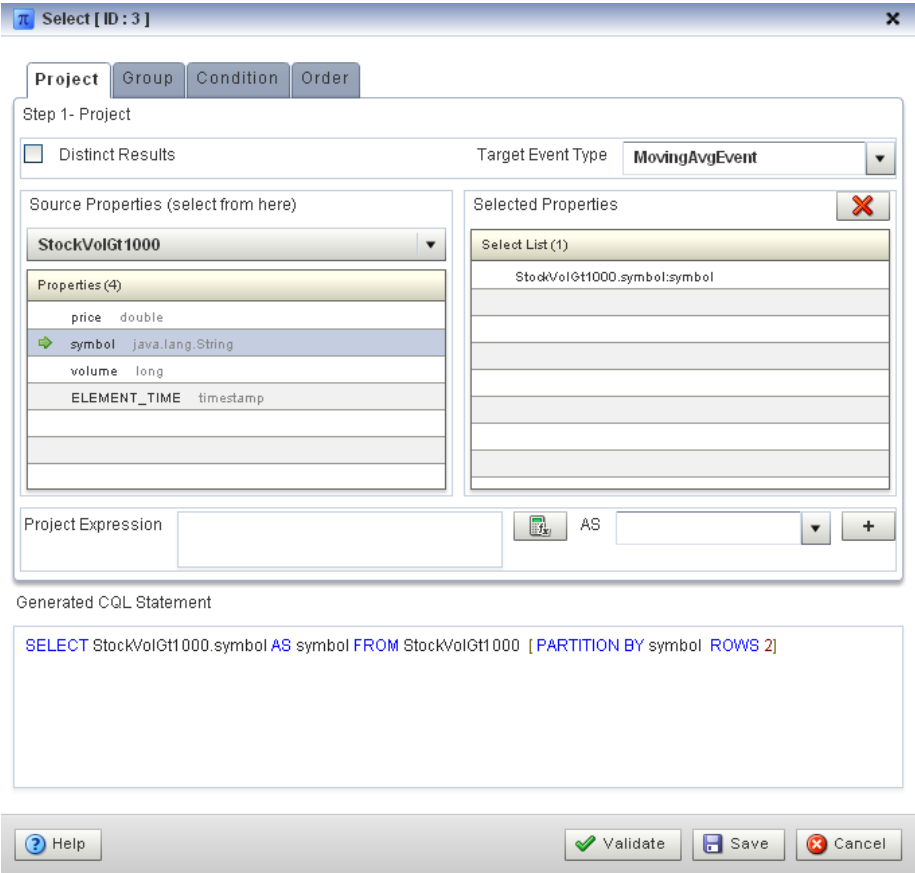 π Select [ ID : 3 ]
Project Group Condition Order
Step 1- Project
Distinct Results Target Event Type MovingAvgEvent
Source Properties (select from here) Selected Properties
StockVolGt1000 Select List (1)
Properties (4) StockVolGt1000.symbol:symbol
price double
symbol java.lang.String
volume long
ELEMENT_TIME timestamp
Project Expression fx AS +
Generated CQL Statement
SELECT StockVolGt1000.symbol AS symbol FROM StockVolGt1000 [ PARTITION BY symbol ROWS 2]
? Help Validate Save Cancel